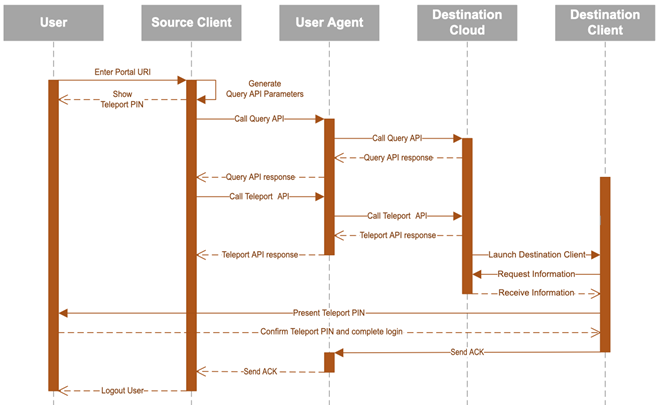 User
Source Client
User Agent
Destination
Cloud
Destination
Client
Enter Portal URI
Generate
Query API Parameters
Show
Teleport PIN
Call Query API
Call Query API
Query API response
Query API response
Call Teleport API
Call Teleport API
Teleport API response
Teleport API response
Launch Destination Client
Request Information
Receive Information
Present Teleport PIN
Confirm Teleport PIN and complete login
Send ACK
Send ACK
Logout User